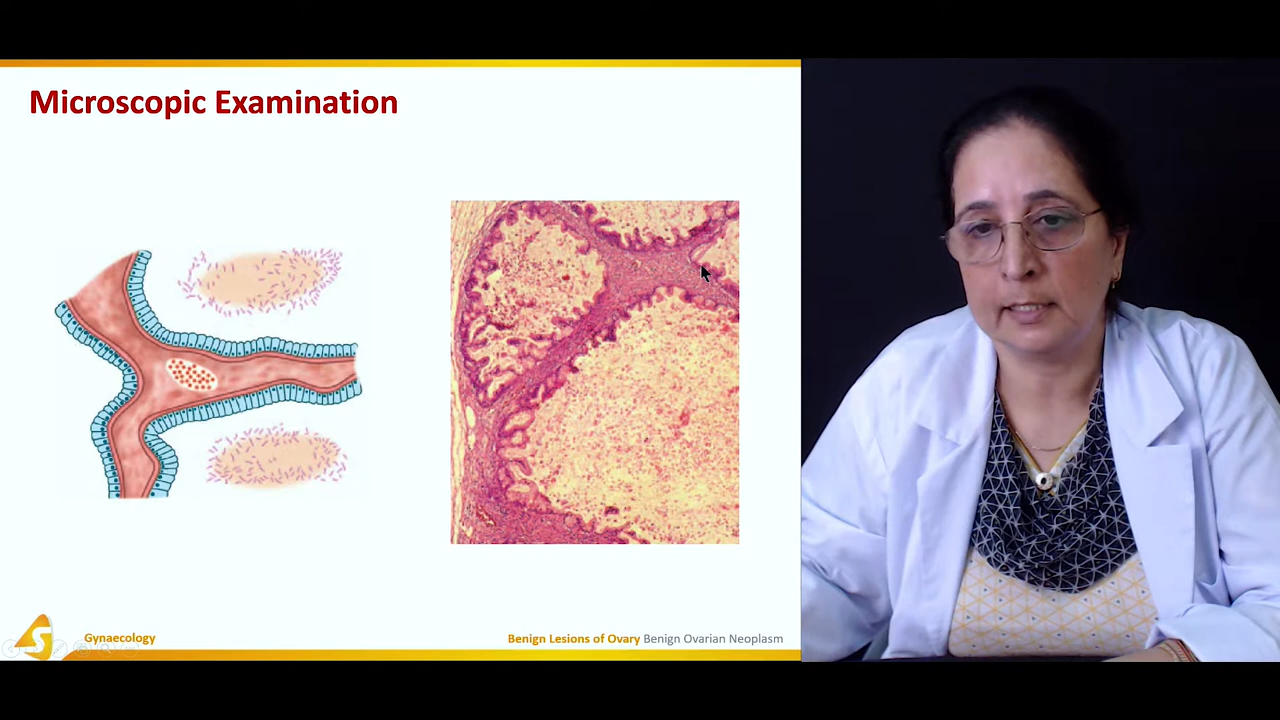 Microscopic Examination
Gynaecology
Benign Lesions of Ovary Benign Ovarian Neoplasm